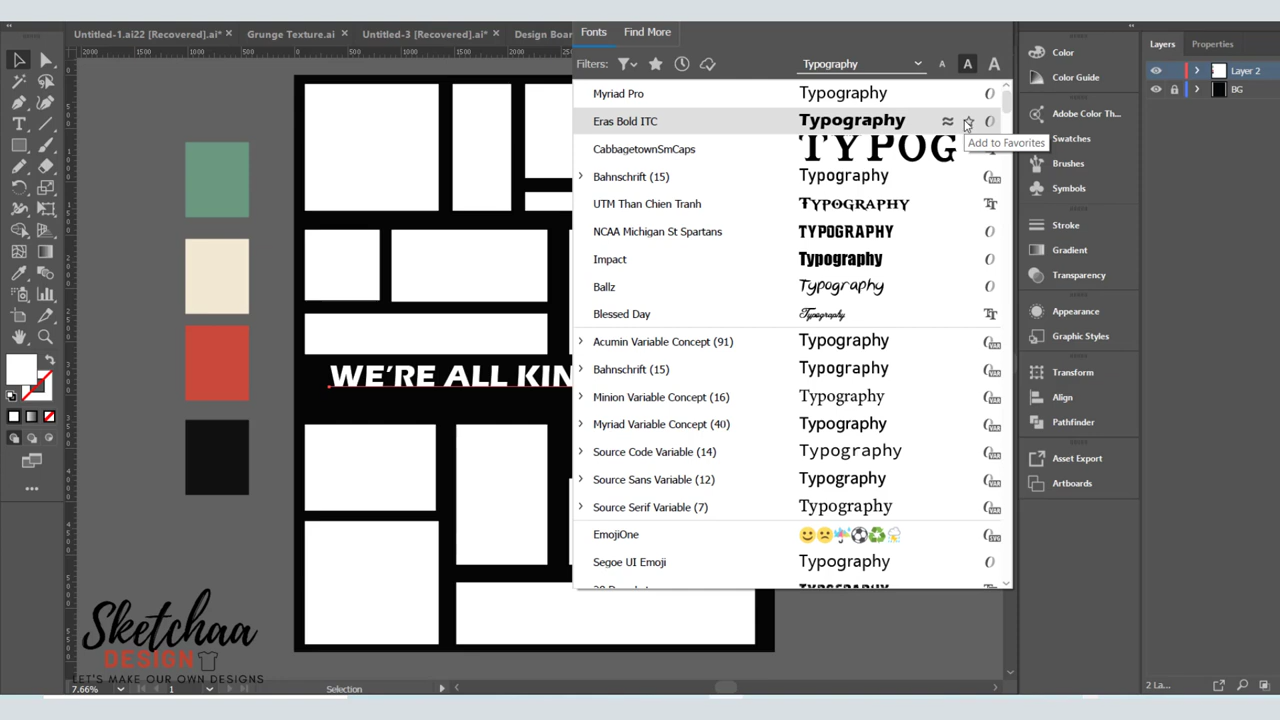 Untitled-1.ai22 [Recovered].ai* ×
Grunge Texture.ai ×
Untitled-3 [Recovered].ai* ×
Design Board
Fonts
Find More
Filters:
Typography
A A A
Myriad Pro Typography
Eras Bold ITC Typography
Add to Favorites
CabbagetownSmCaps TYPOG
Bahnschrift (15) Typography
UTM Than Chien Tranh TYPOGRAPHY
NCAA Michigan St Spartans TYPOGRAPHY
Impact Typography
Ballz Typography
Blessed Day Typography
Acumin Variable Concept (91) Typography
Bahnschrift (15) Typography
Minion Variable Concept (16) Typography
Myriad Variable Concept (40) Typography
Source Code Variable (14) Typography
Source Sans Variable (12) Typography
Source Serif Variable (7) Typography
EmojiOne
Segoe UI Emoji Typography
WE'RE ALL KIN
Color
Color Guide
Adobe Color Th...
Swatches
Brushes
Symbols
Stroke
Gradient
Transparency
Appearance
Graphic Styles
Transform
Align
Pathfinder
Asset Export
Artboards
Layers
Properties
Layer 2
BG
2 La...
Sketchaa
DESIGN
LET'S MAKE OUR OWN DESIGNS
7.66%
1
Selection